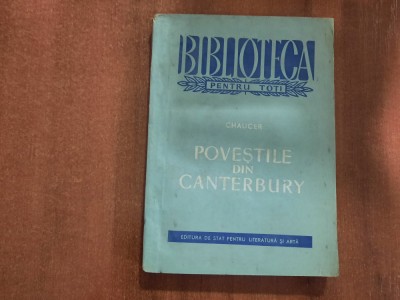 BIBLIOTECA
PENTRU TOȚI
CHAUCER
POVEȘTILE
DIN
CANTERBURY
EDITURA DE STAT PENTRU LITERATURĂ ȘI ARTĂ